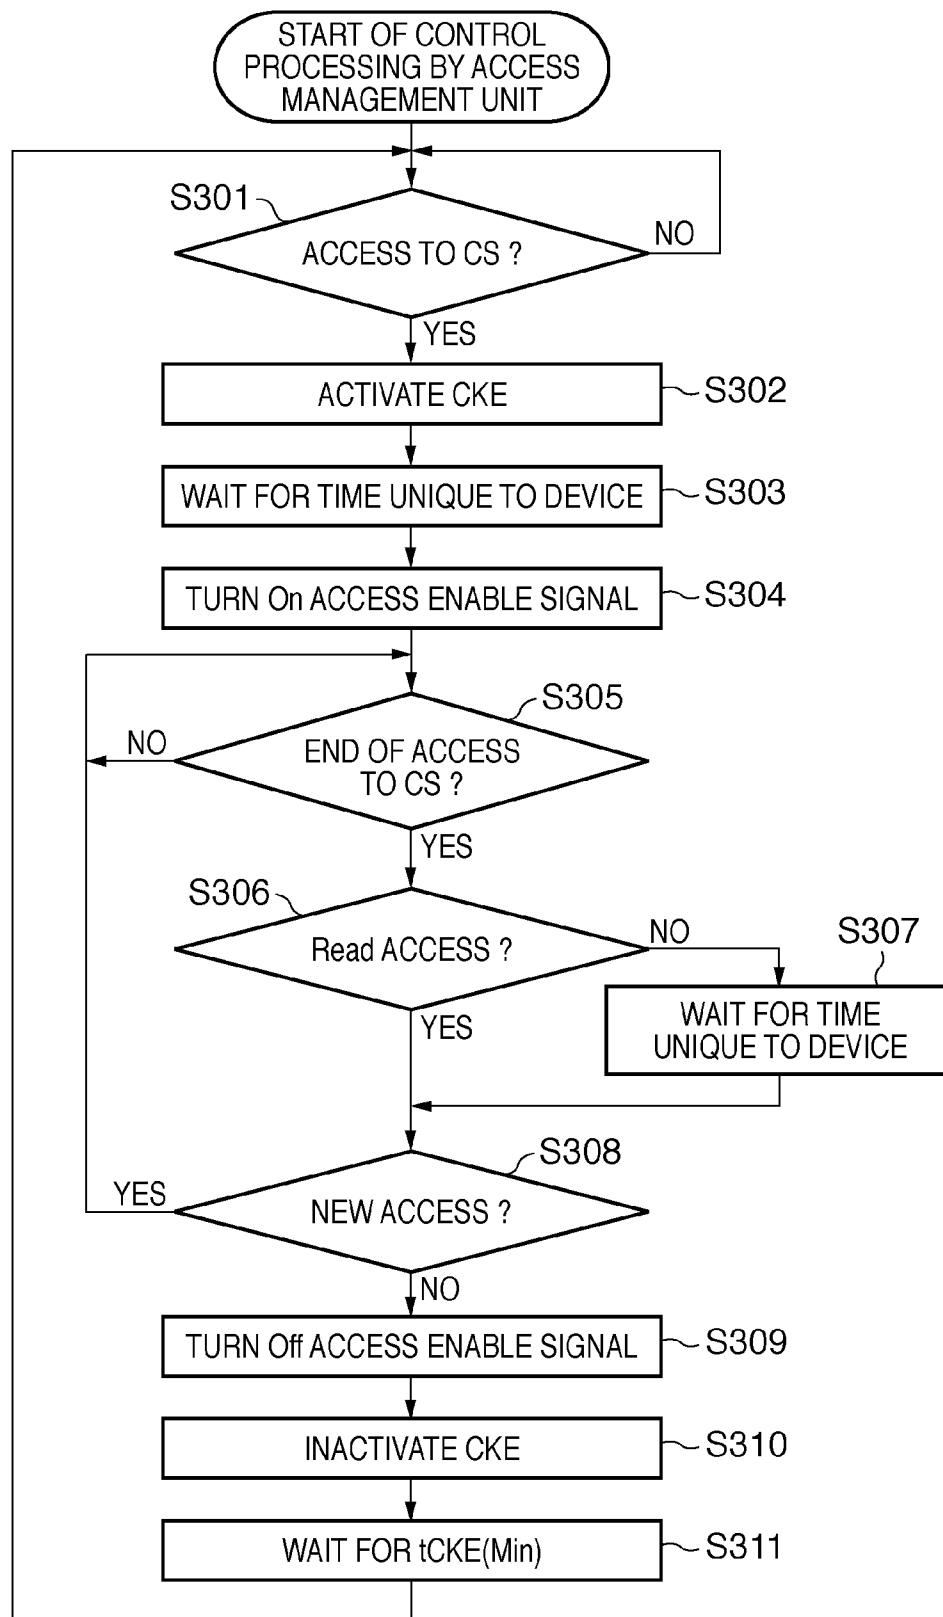 START OF CONTROL
PROCESSING BY ACCESS
MANAGEMENT UNIT
S301
ACCESS TO CS ?
NO
YES
ACTIVATE CKE
S302
WAIT FOR TIME UNIQUE TO DEVICE
S303
TURN On ACCESS ENABLE SIGNAL
S304
S305
NO
END OF ACCESS
TO CS ?
YES
S306
Read ACCESS ?
NO
S307
YES
WAIT FOR TIME
UNIQUE TO DEVICE
S308
YES
NEW ACCESS ?
NO
TURN Off ACCESS ENABLE SIGNAL
S309
INACTIVATE CKE
S310
WAIT FOR tCKE(Min)
S311